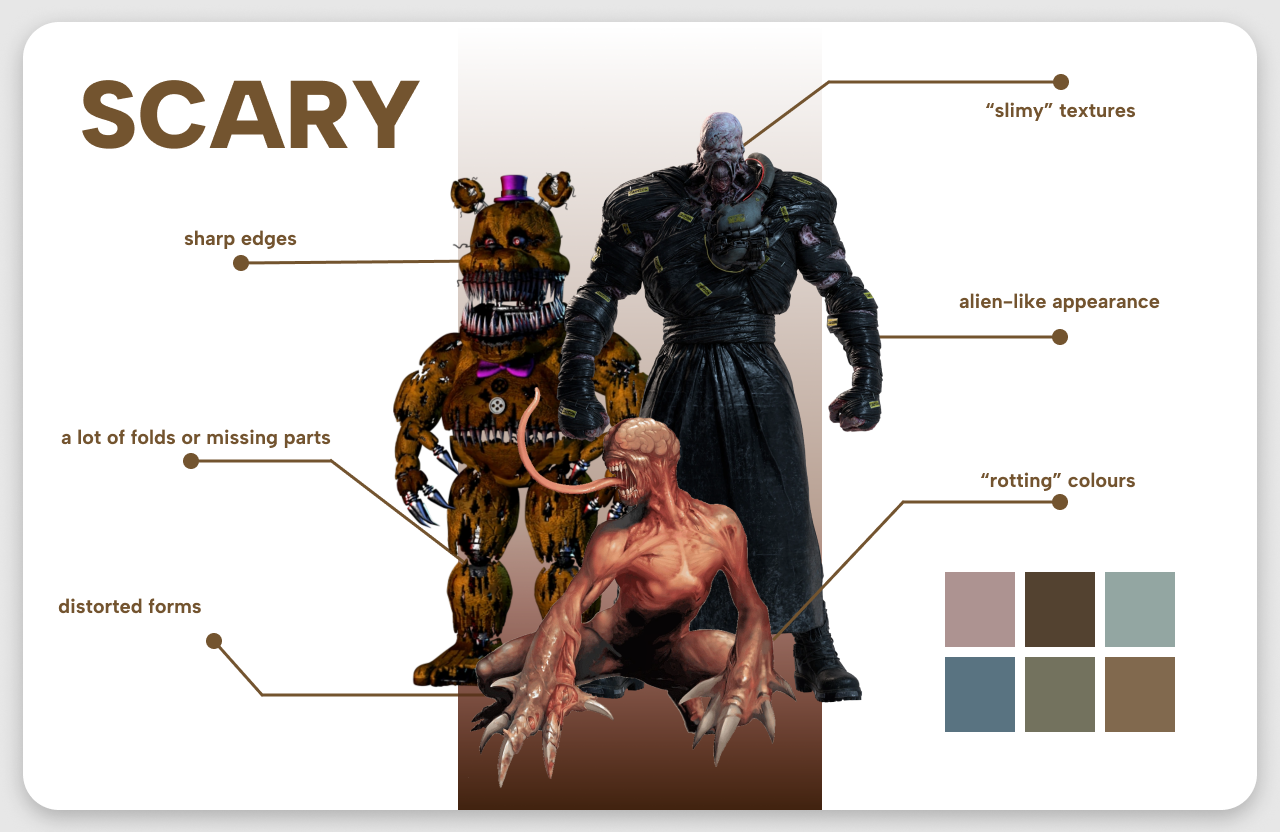 SCARY
“slimy” textures
sharp edges
alien-like appearance
a lot of folds or missing parts
“rotting” colours
distorted forms